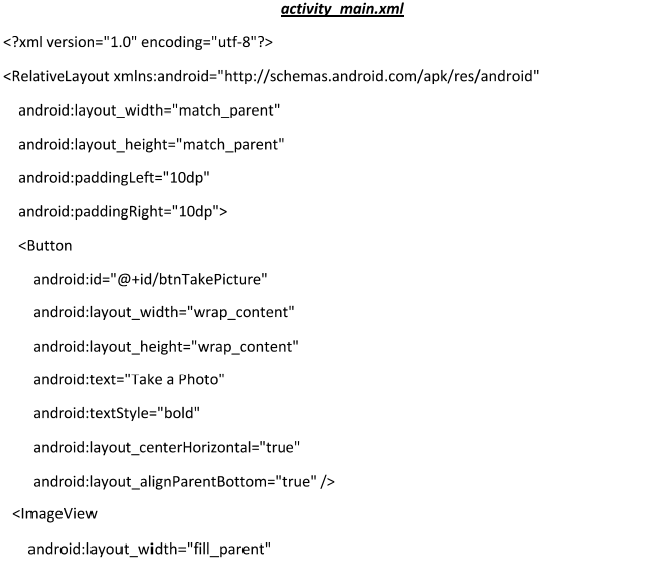 activity_main.xml
<?xml version="1.0" encoding="utf-8"?>
<RelativeLayout xmlns:android="http://schemas.android.com/apk/res/android"
android:layout_width="match_parent"
android:layout_height="match_parent"
android:paddingLeft="10dp"
android:paddingRight="10dp">
<Button
android:id="@+id/btnTakePicture"
android:layout_width="wrap_content"
android:layout_height="wrap_content"
android:text="Take a Photo"
android:textStyle="bold"
android:layout_centerHorizontal="true"
android:layout_alignParentBottom="true" />
<ImageView
android:layout_width="fill_parent"